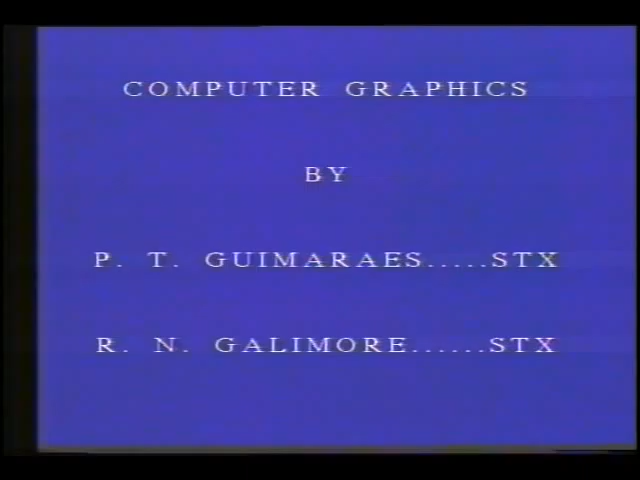 COMPUTER GRAPHICS
BY
P. T. GUIMARAES.....STX
R. N. GALIMORE......STX